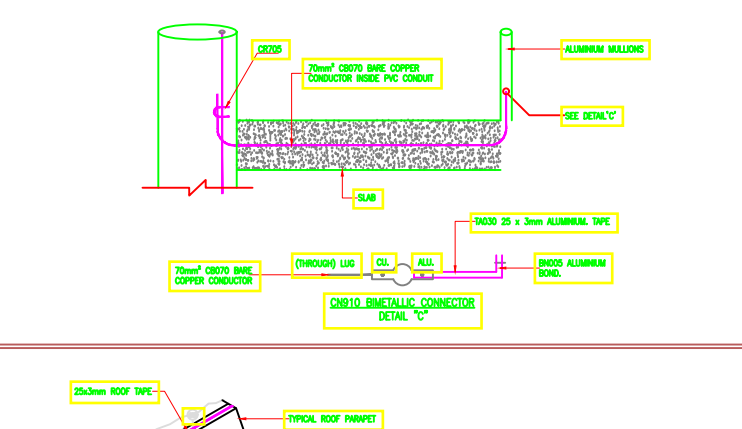 CR705
ALUMINIUM NULLIONS
70mm² CB070 BARE COPPER
CONDUCTOR INSIDE PVC CONDUIT
SEE DETAIL"C"
SLAB
TA030 25 x 3mm ALUMINIUM. TAPE
(THROUGH) LUG
CU.
ALU.
70mm² CB070 BARE
COPPER CONDUCTOR
BN005 ALUMINIUM
BOND.
CN910 BIMETALLIC CONNECTOR
DETAIL "C"
25x3mm ROOF TAPE
TYPICAL ROOF PARAPET